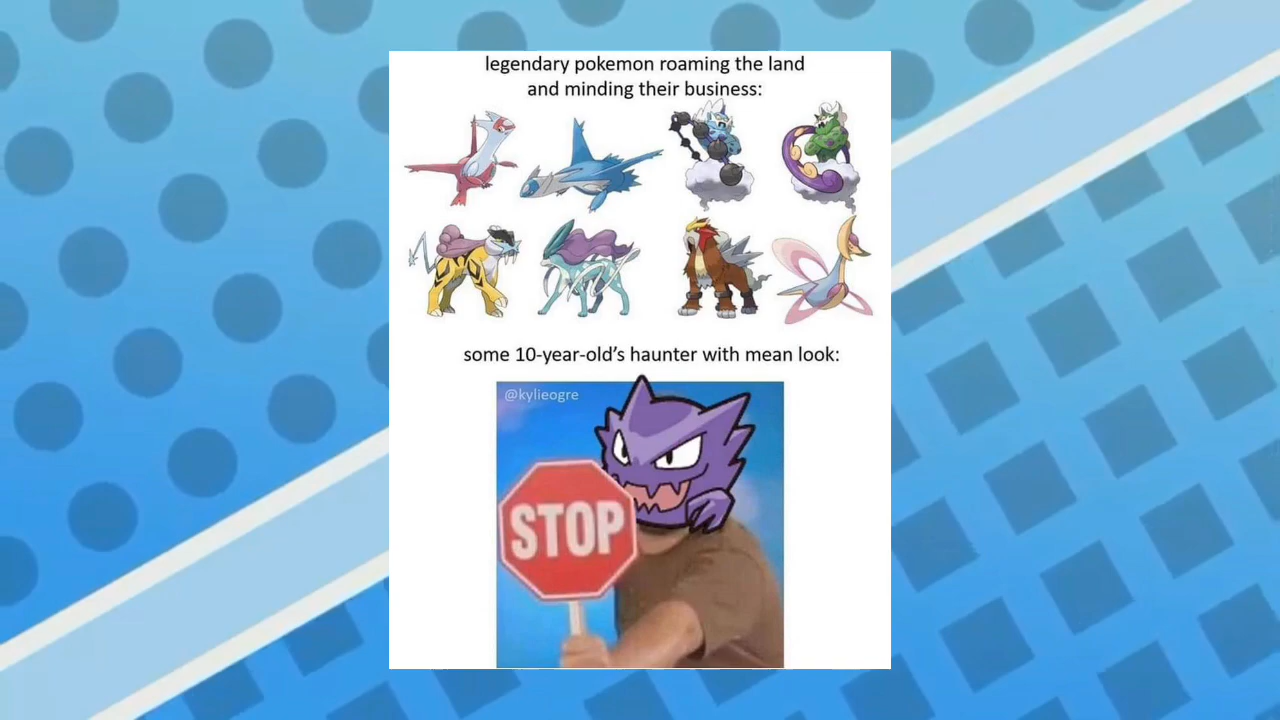 legendary pokemon roaming the land
and minding their business:
some 10-year-old’s haunter with mean look:
@kylieogre
STOP